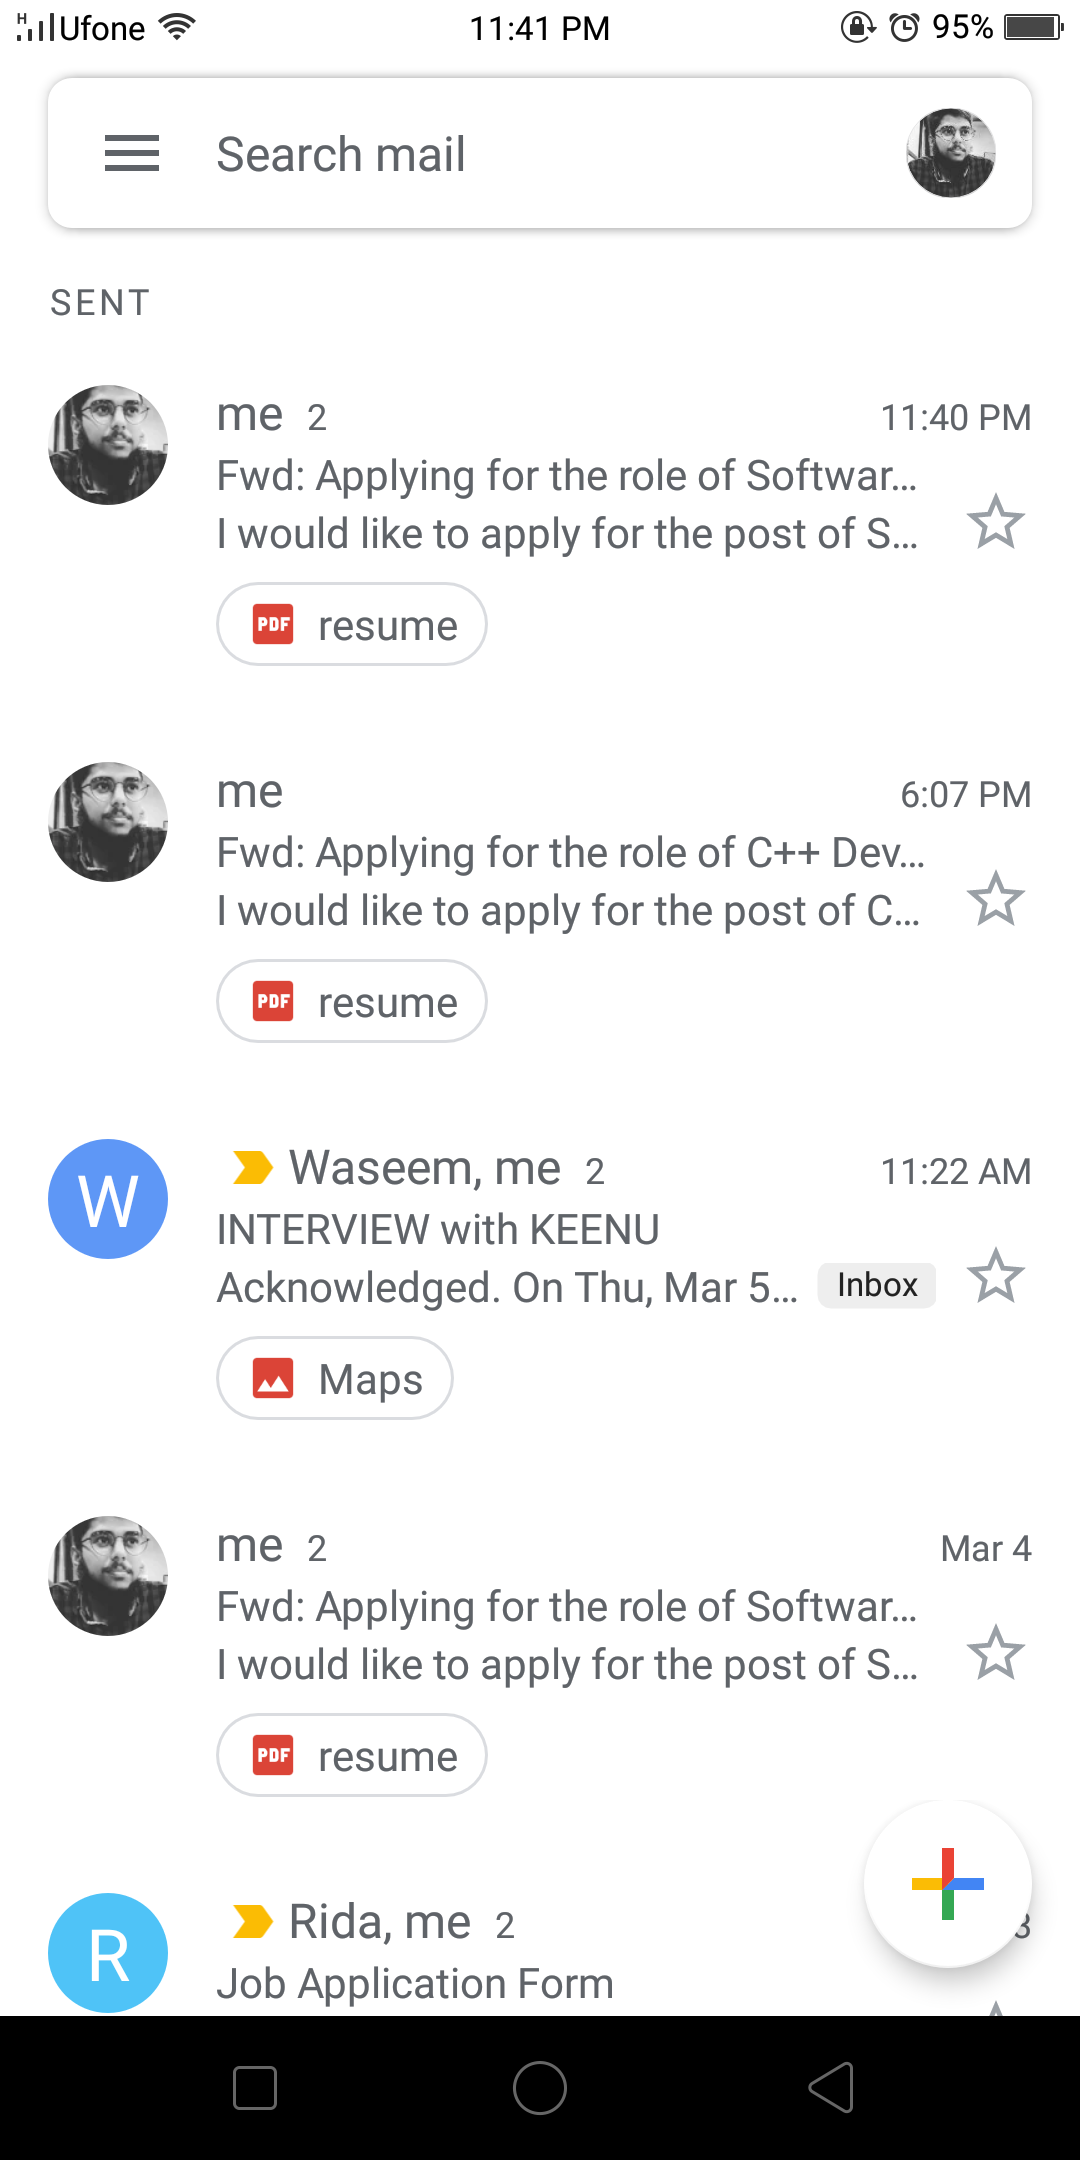 H Ufone 11:41 PM 95%
Search mail
SENT
me 2 11:40 PM
Fwd: Applying for the role of Softwar...
I would like to apply for the post of S...
PDF resume
me 6:07 PM
Fwd: Applying for the role of C++ Dev...
I would like to apply for the post of C...
PDF resume
W Waseem, me 2 11:22 AM
INTERVIEW with KEENU
Acknowledged. On Thu, Mar 5... Inbox
Maps
me 2 Mar 4
Fwd: Applying for the role of Softwar...
I would like to apply for the post of S...
PDF resume
R Rida, me 2 3
Job Application Form